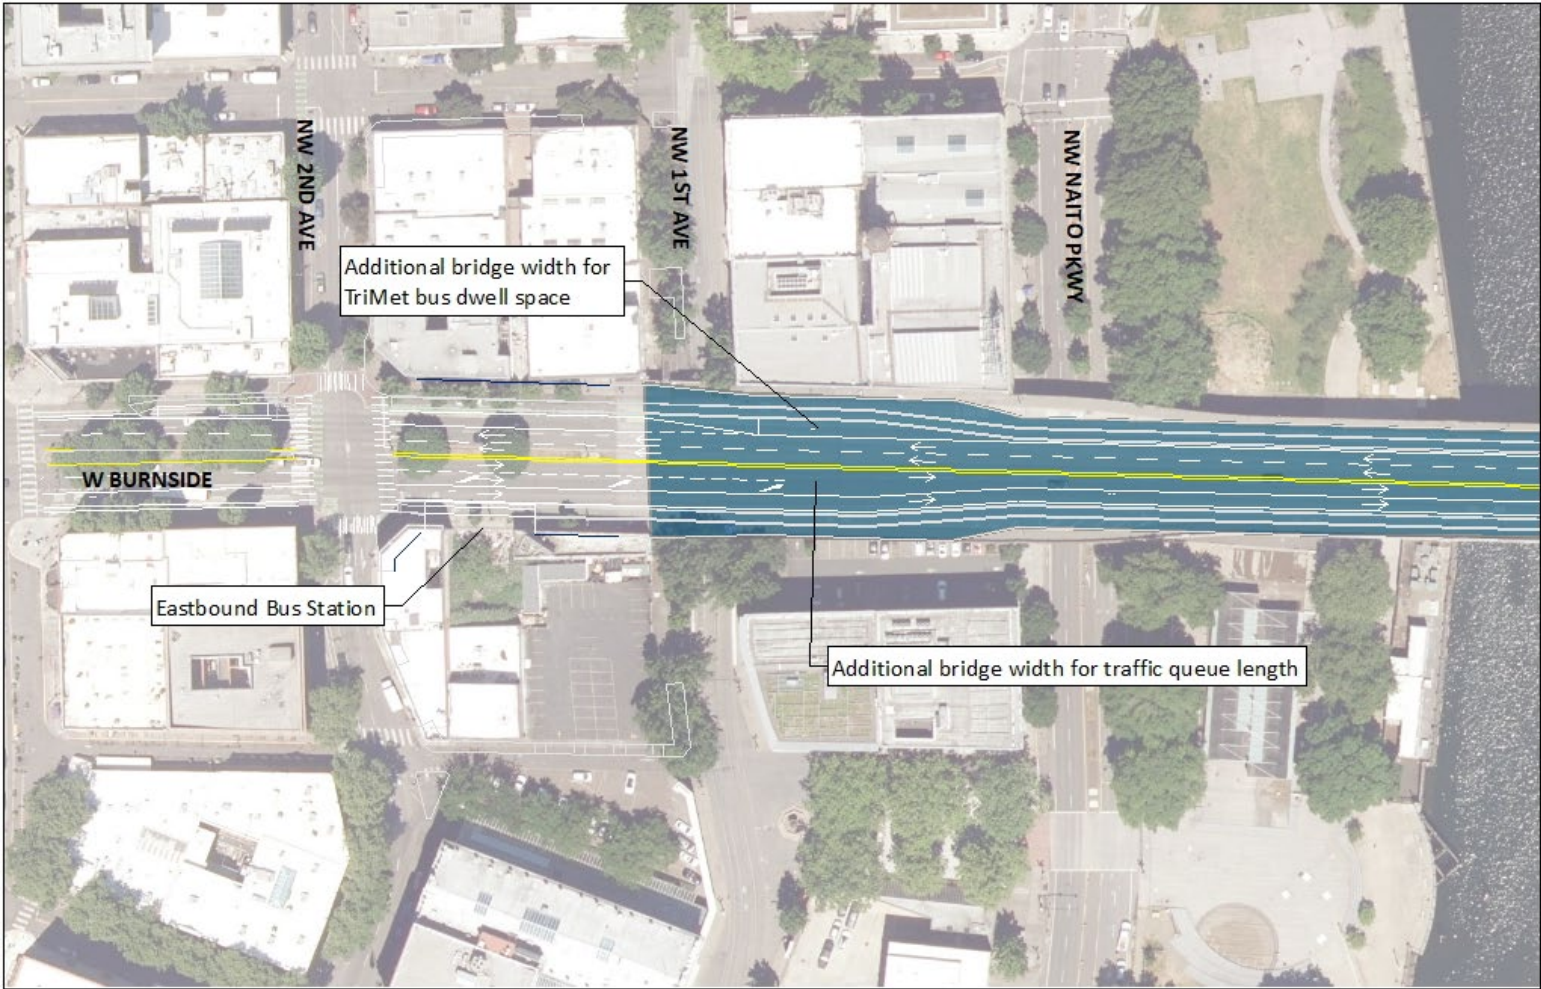 NW 2ND AVE
NW 1ST AVE
NW NAITO PKWY
Additional bridge width for
TriMet bus dwell space
W BURNSIDE
Eastbound Bus Station
Additional bridge width for traffic queue length